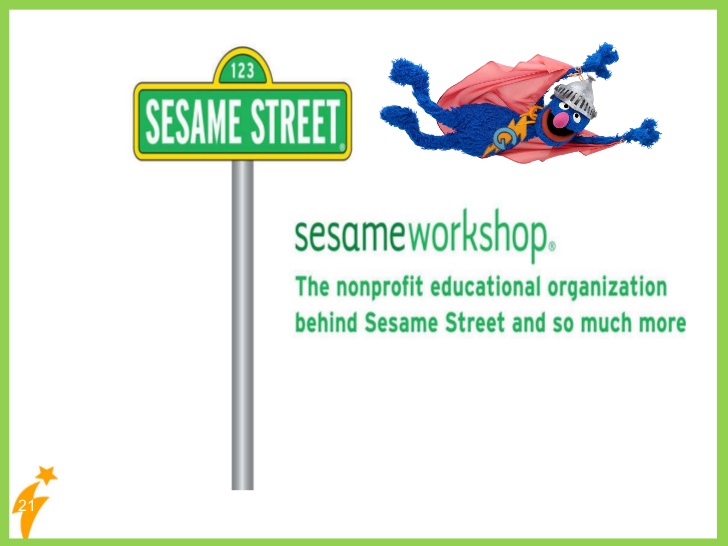 123
SESAME STREET®
sesameworkshop®
The nonprofit educational organization
behind Sesame Street and so much more
G
21